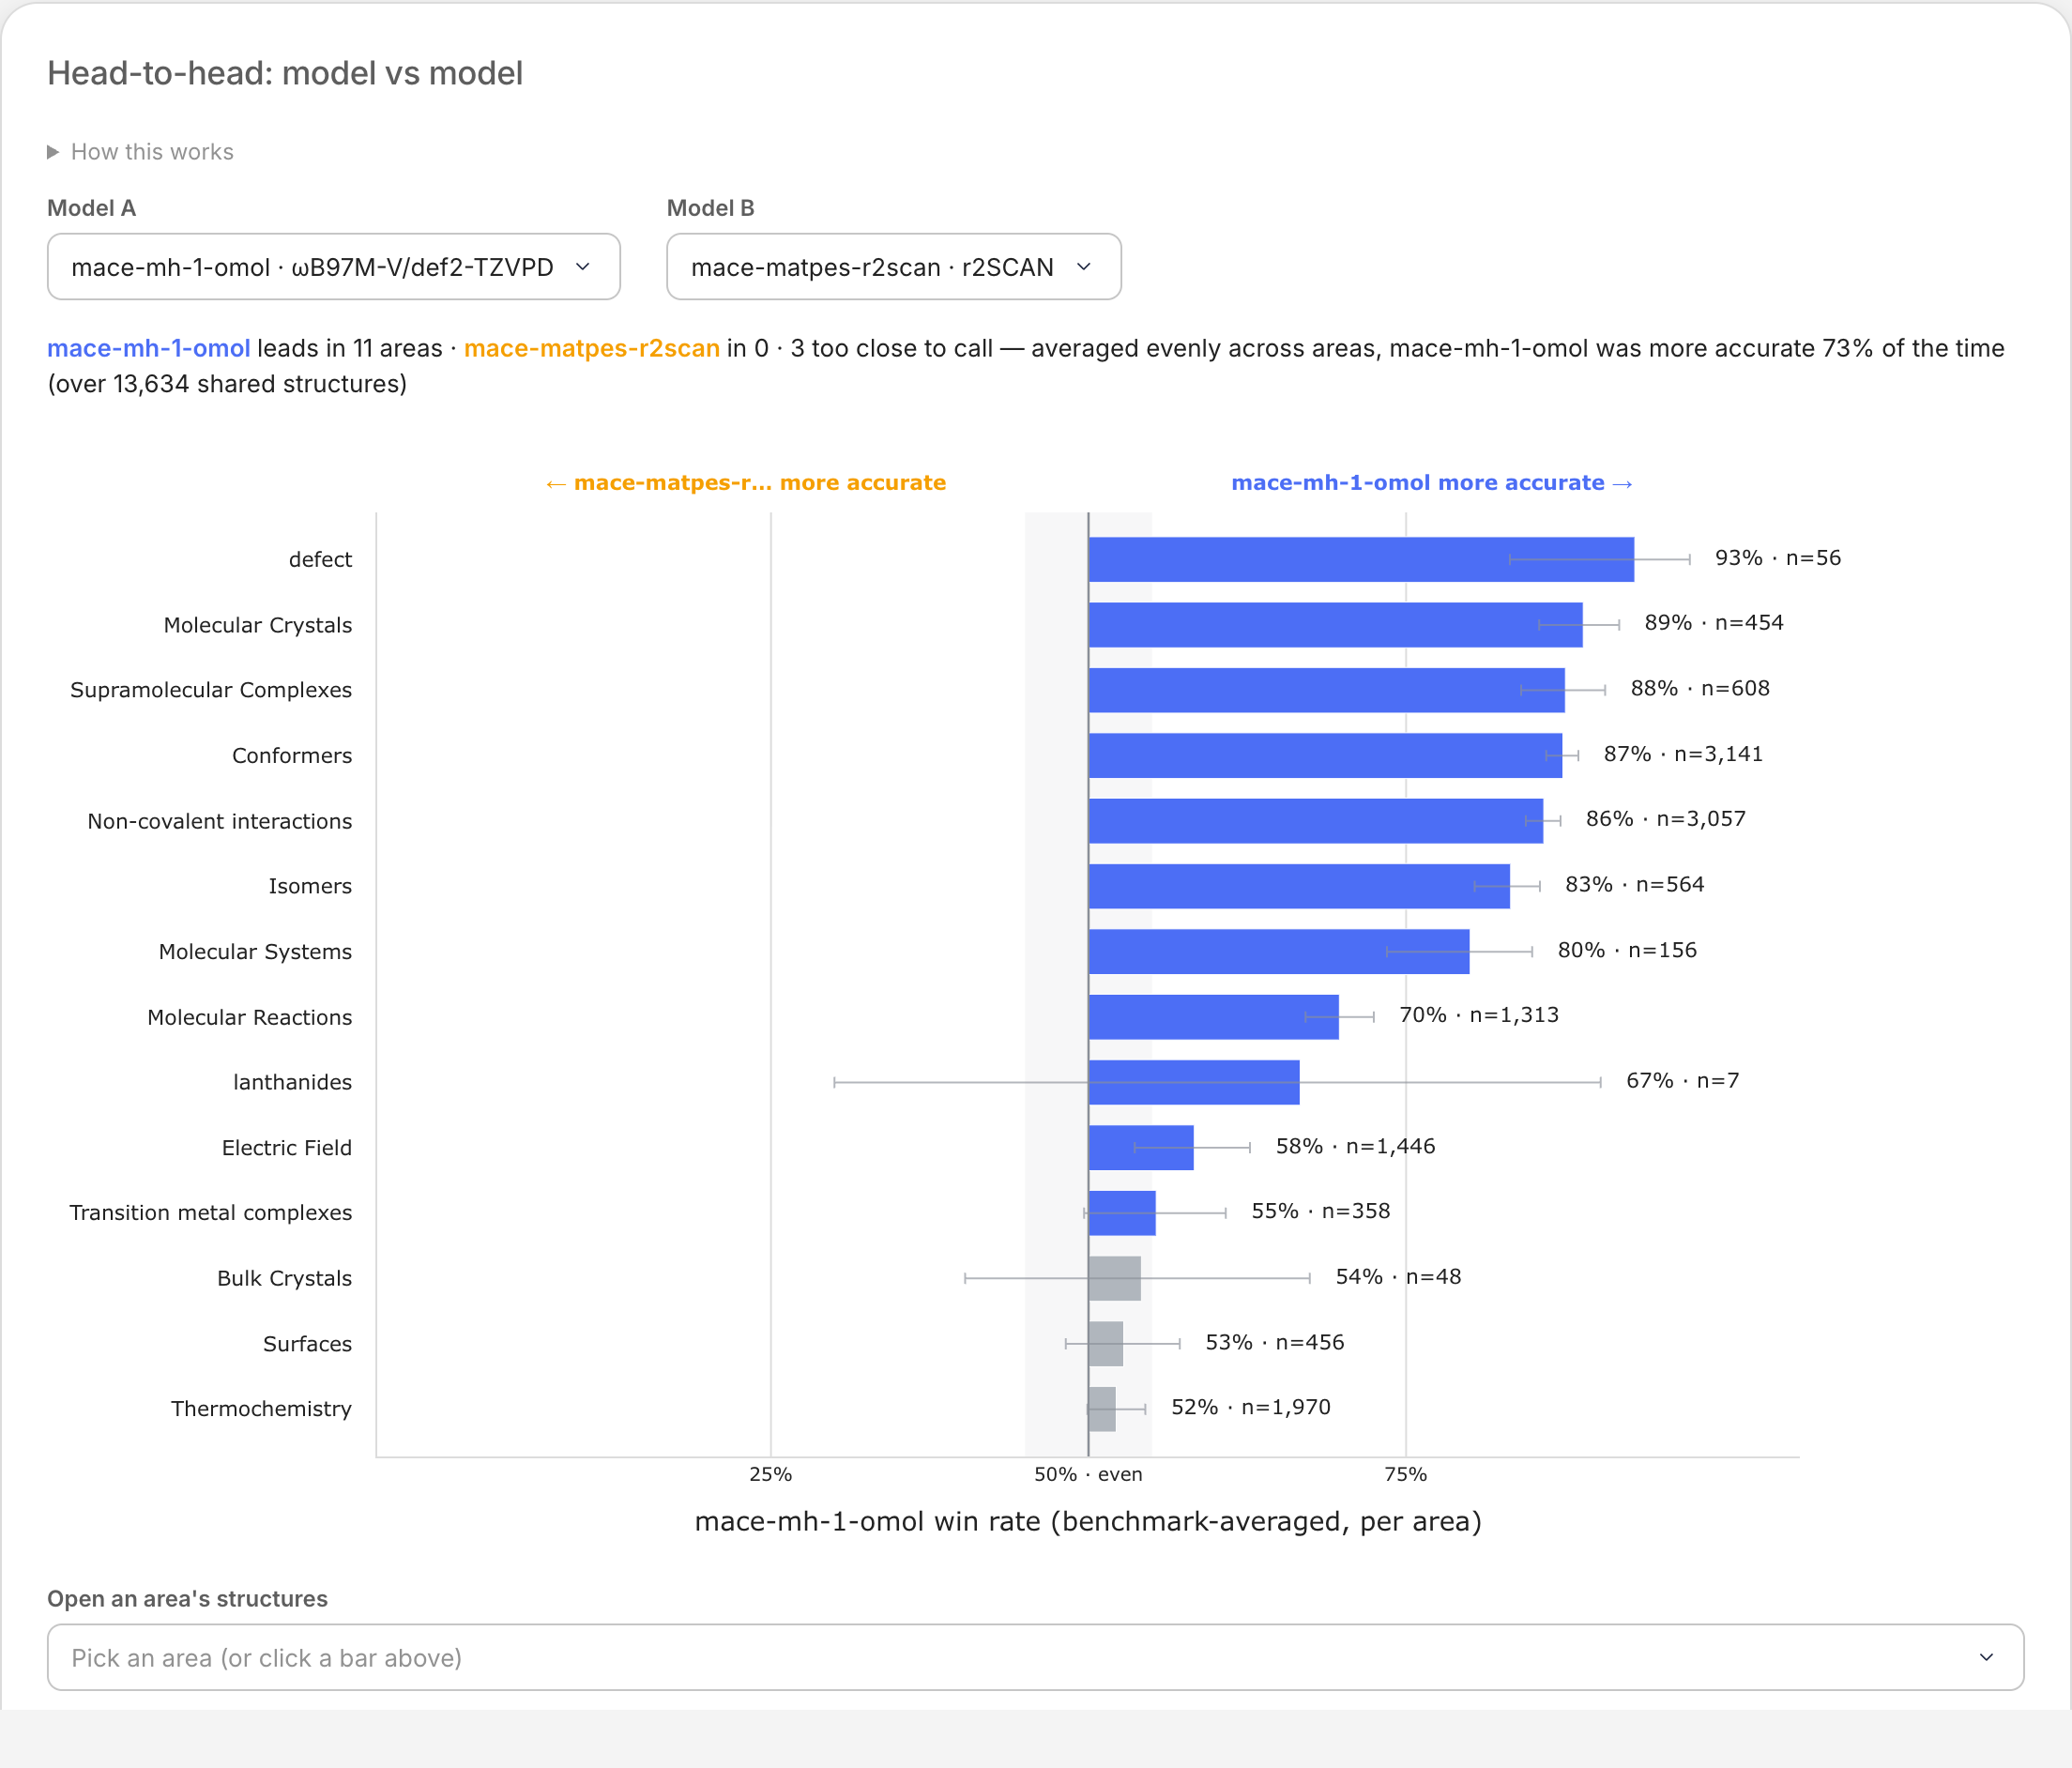 Head-to-head: model vs model
▶ How this works
Model A
Model B
mace-mh-1-omol · ωB97M-V/def2-TZVPD
mace-matpes-r2scan · r2SCAN
mace-mh-1-omol leads in 11 areas · mace-matpes-r2scan in 0 · 3 too close to call — averaged evenly across areas, mace-mh-1-omol was more accurate 73% of the time
(over 13,634 shared structures)
← mace-matpes-r... more accurate
mace-mh-1-omol more accurate →
defect 93% · n=56
Molecular Crystals 89% · n=454
Supramolecular Complexes 88% · n=608
Conformers 87% · n=3,141
Non-covalent interactions 86% · n=3,057
Isomers 83% · n=564
Molecular Systems 80% · n=156
Molecular Reactions 70% · n=1,313
lanthanides 67% · n=7
Electric Field 58% · n=1,446
Transition metal complexes 55% · n=358
Bulk Crystals 54% · n=48
Surfaces 53% · n=456
Thermochemistry 52% · n=1,970
25% 50% · even 75%
mace-mh-1-omol win rate (benchmark-averaged, per area)
Open an area's structures
Pick an area (or click a bar above)